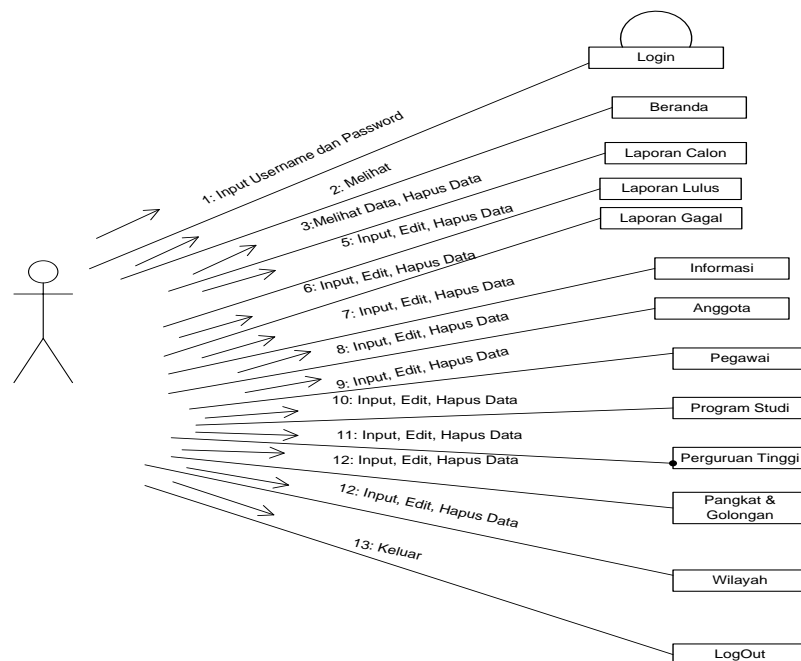 Login
1: Input Username dan Password
Beranda
2: Melihat
Laporan Calon
3:Melihat Data, Hapus Data
Laporan Lulus
5: Input, Edit, Hapus Data
Laporan Gagal
6: Input, Edit, Hapus Data
Informasi
7: Input, Edit, Hapus Data
Anggota
8: Input, Edit, Hapus Data
Pegawai
9: Input, Edit, Hapus Data
Program Studi
10: Input, Edit, Hapus Data
Perguruan Tinggi
11: Input, Edit, Hapus Data
Pangkat &
Golongan
12: Input, Edit, Hapus Data
Wilayah
12: Input, Edit, Hapus Data
LogOut
13: Keluar